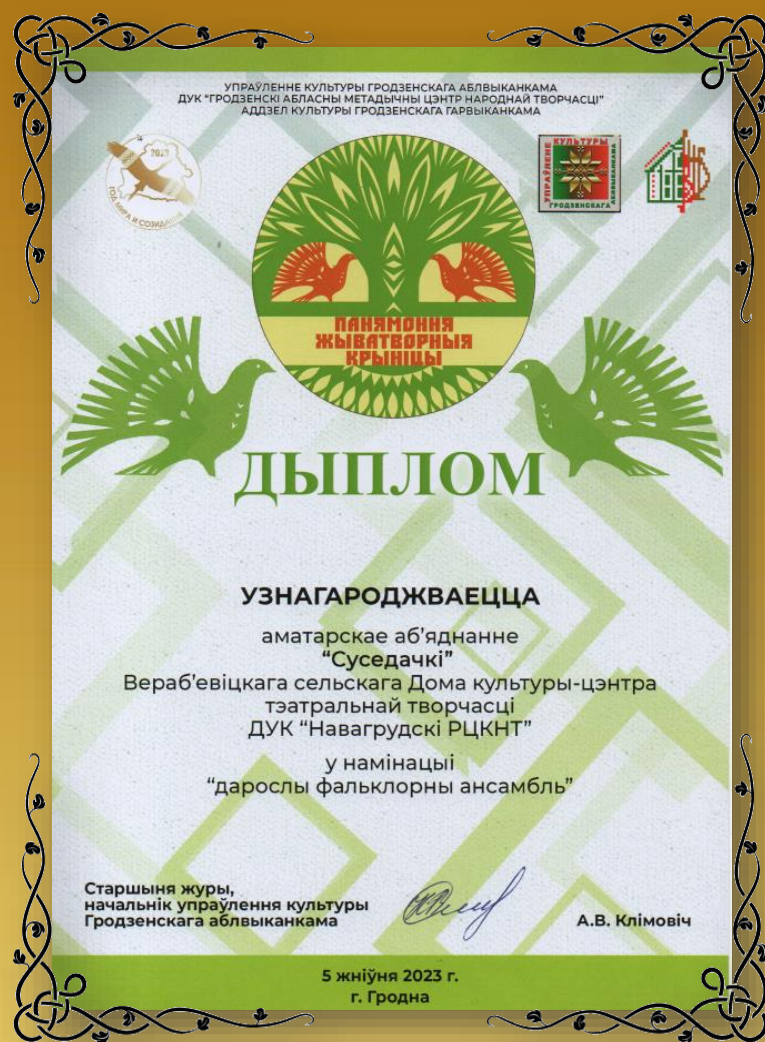 УПРАЎЛЕННЕ КУЛЬТУРЫ ГРОДЗЕНСКАГА АБЛВЫКАНКАМА
ДУК “ГРОДЗЕНСКІ АБЛАСНЫ МЕТАДЫЧНЫ ЦЭНТР НАРОДНАЙ ТВОРЧАСЦІ”
АДДЗЕЛ КУЛЬТУРЫ ГРОДЗЕНСКАГА ГАРВЫКАНКАМА
2023
ГОД МИРА И СОЗИДАНИЯ
УПРАЎЛЕНЕ КУЛЬТУРЫ
ГРОДЗЕНСКАГА АБЛВЫКАНКАМА
ПАНЯМОННЯ
ЖЫВАТВОРНЫЯ
КРЫНІЦЫ
ДЫПЛОМ
УЗНАГАРОДЖВАЕЦЦА
аматарскае аб’яднанне
“Суседачкі”
Вераб’евіцкага сельскага Дома культуры-цэнтра
тэатральнай творчасці
ДУК “Навагрудскі РЦКНТ”
у намінацыі
“дарослы фальклорны ансамбль”
Старшыня журы,
начальнік упраўлення культуры
Гродзенскага аблвыканкама
А.В. Клімовіч
5 жніўня 2023 г.
г. Гродна